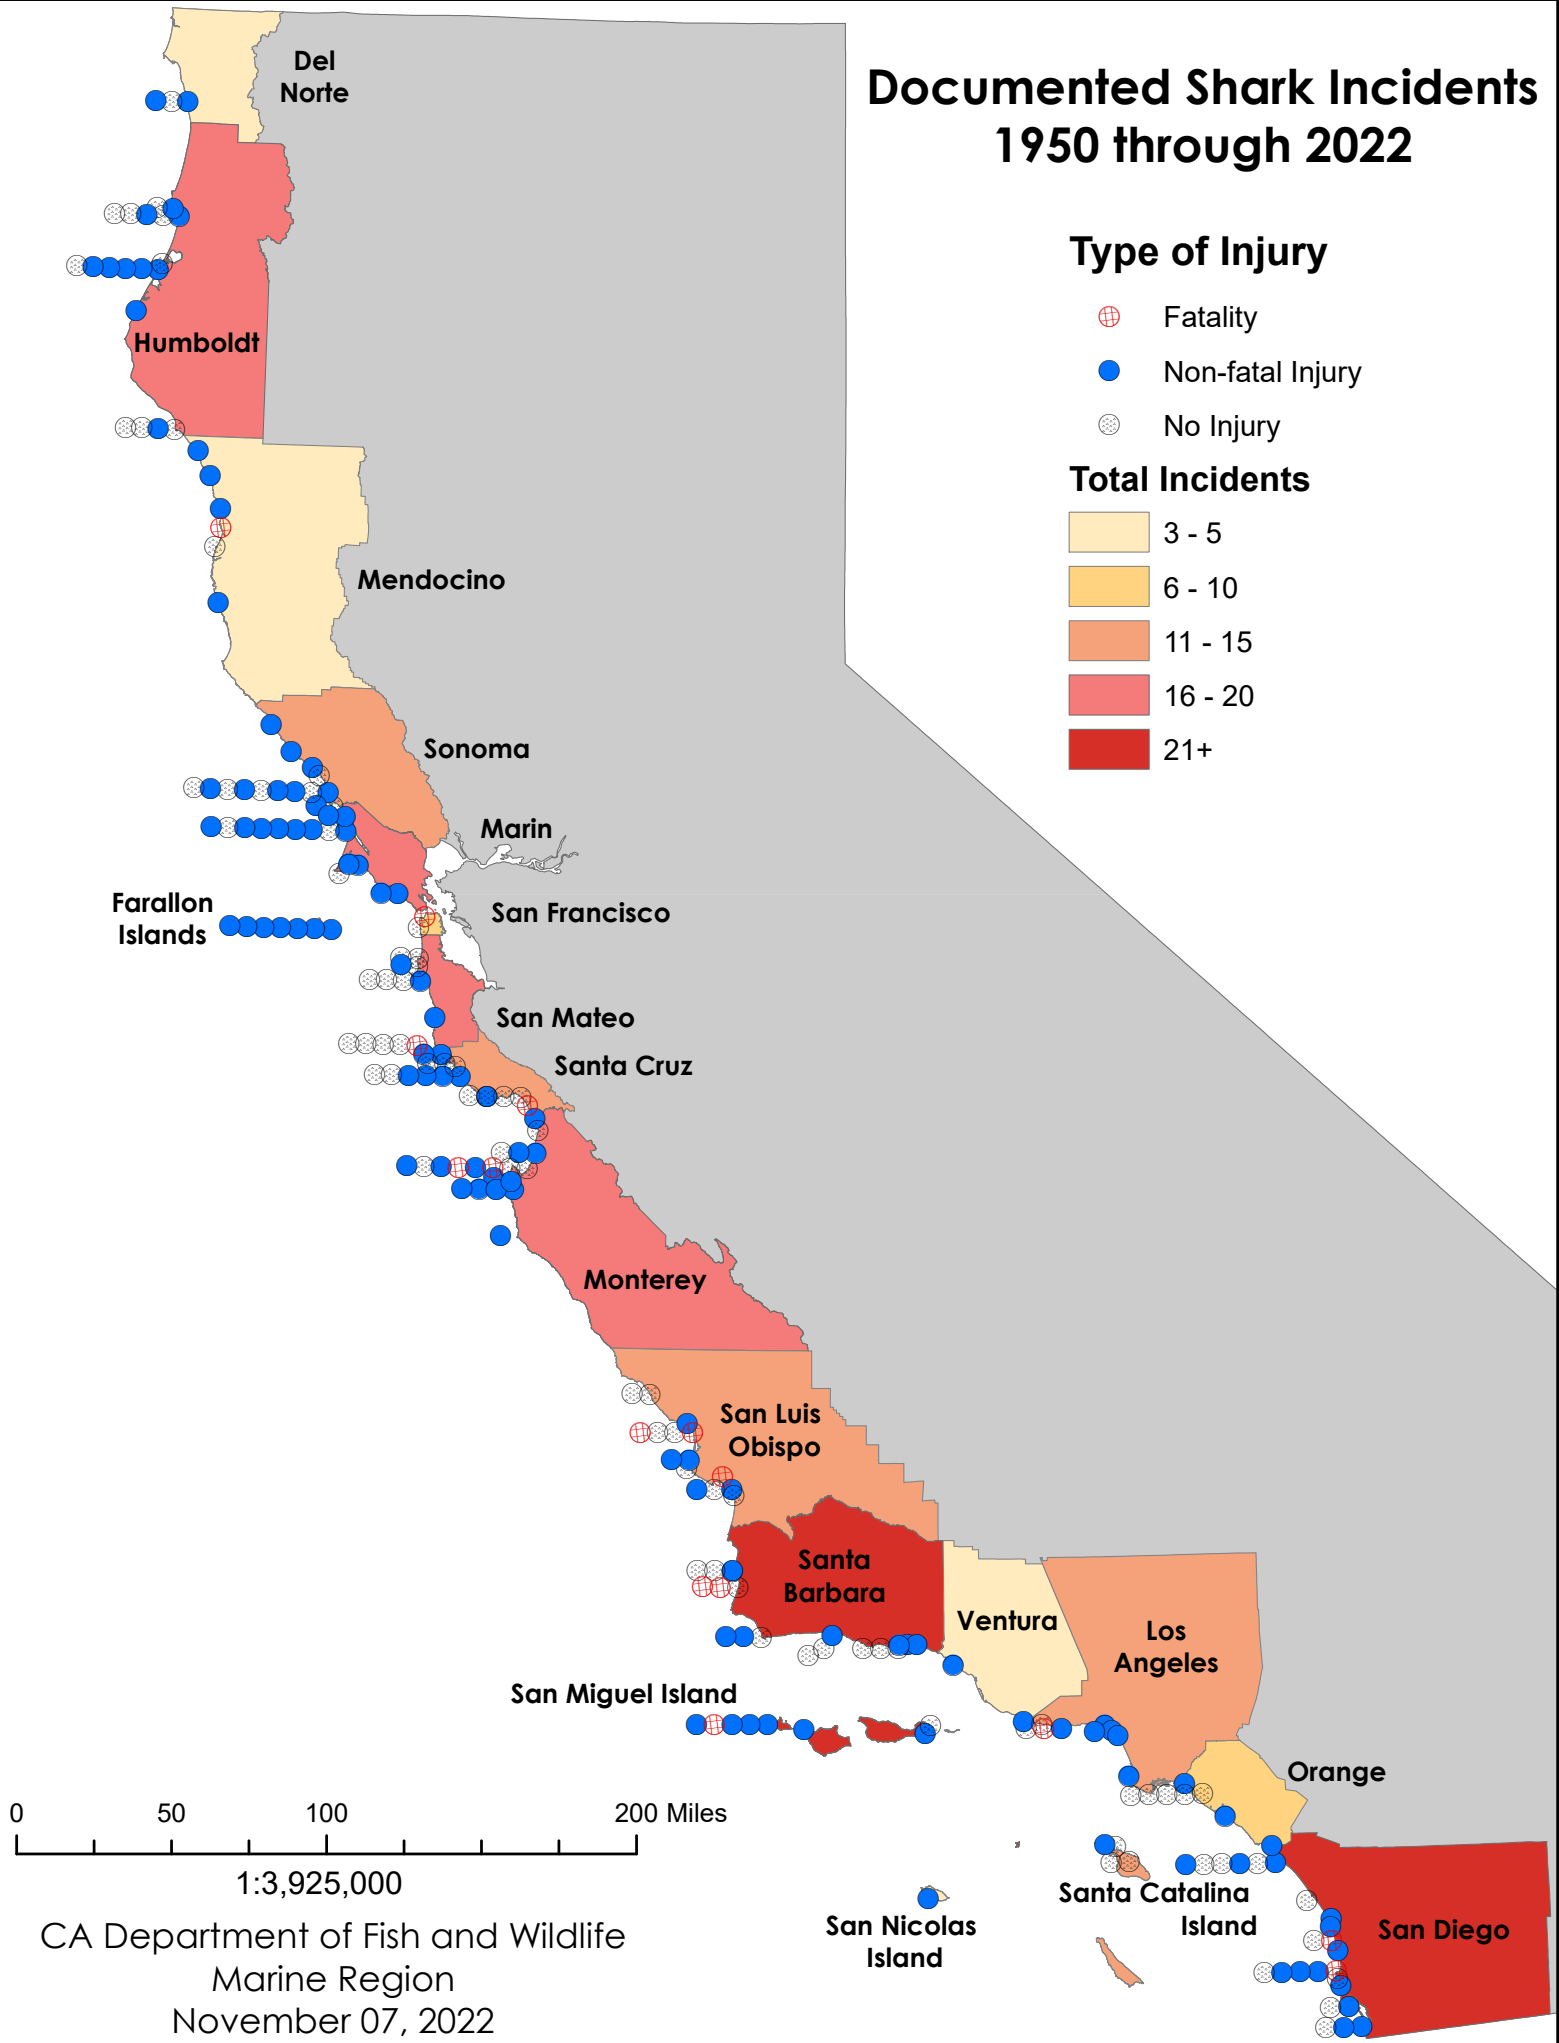 Documented Shark Incidents
1950 through 2022
Type of Injury
Fatality
Non-fatal Injury
No Injury
Total Incidents
3 - 5
6 - 10
11 - 15
16 - 20
21+
Del
Norte
Humboldt
Mendocino
Sonoma
Marin
Farallon
Islands
San Francisco
San Mateo
Santa Cruz
Monterey
San Luis
Obispo
Santa
Barbara
Ventura
Los
Angeles
San Miguel Island
Orange
Santa Catalina
Island
San Nicolas
Island
San Diego
0 50 100 200 Miles
1:3,925,000
CA Department of Fish and Wildlife
Marine Region
November 07, 2022